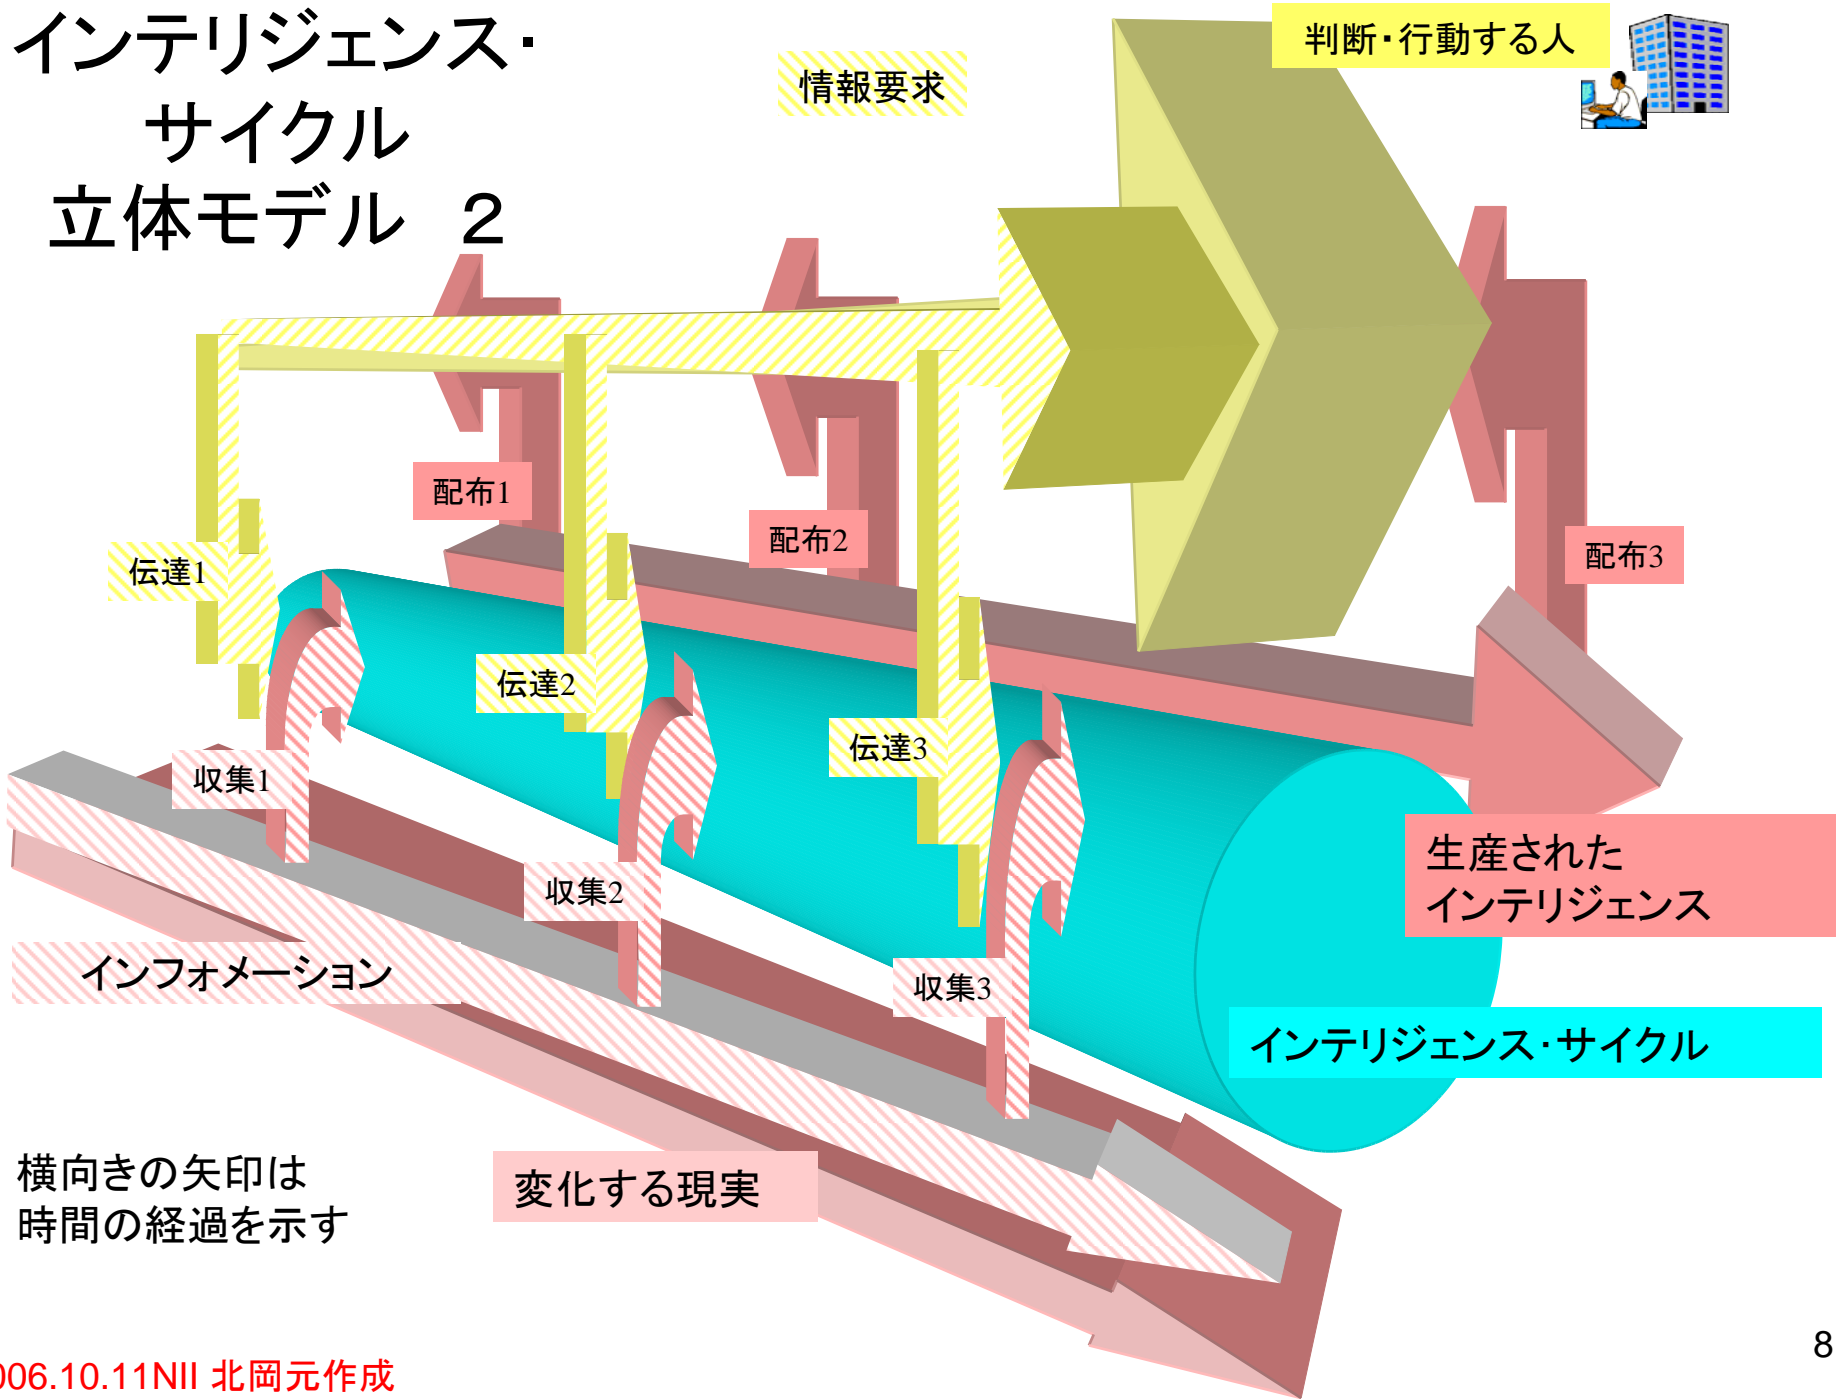 インテリジェンス・
サイクル
立体モデル　２
情報要求
判断・行動する人
配布1
配布2
配布3
伝達1
伝達2
伝達3
収集1
収集2
収集3
生産された
インテリジェンス
インフォメーション
インテリジェンス・サイクル
変化する現実
横向きの矢印は
時間の経過を示す
006.10.11NII 北岡元作成
8